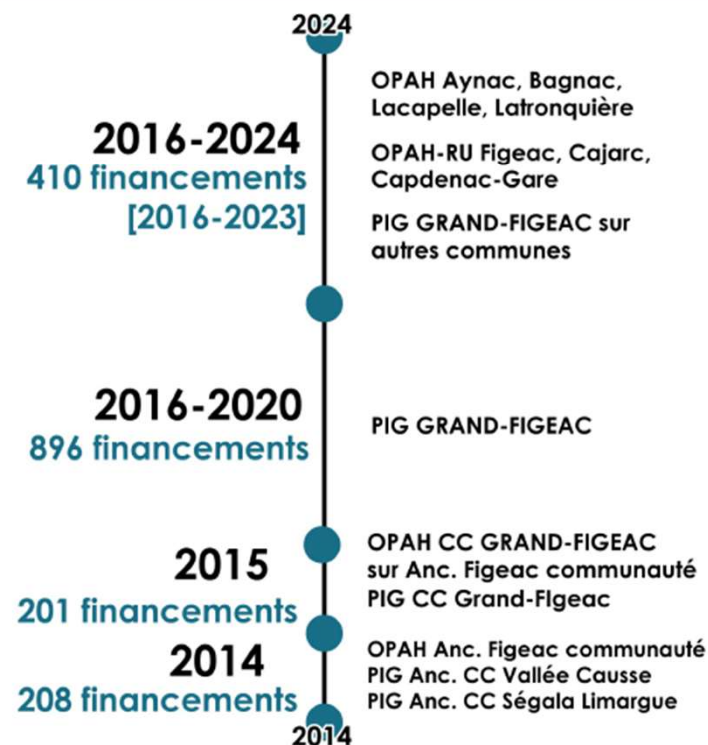 2024
2016-2024
410 financements
[2016-2023]
OPAH Aynac, Bagnac,
Lacapelle, Latronquière
OPAH-RU Figeac, Cajarc,
Capdenac-Gare
PIG GRAND-FIGEAC sur
autres communes
2016-2020
896 financements
PIG GRAND-FIGEAC
2015
201 financements
OPAH CC GRAND-FIGEAC
sur Anc. Figeac communauté
PIG CC Grand-FIgeac
2014
208 financements
OPAH Anc. Figeac communauté
PIG Anc. CC Vallée Causse
PIG Anc. CC Ségala Limargue
2014